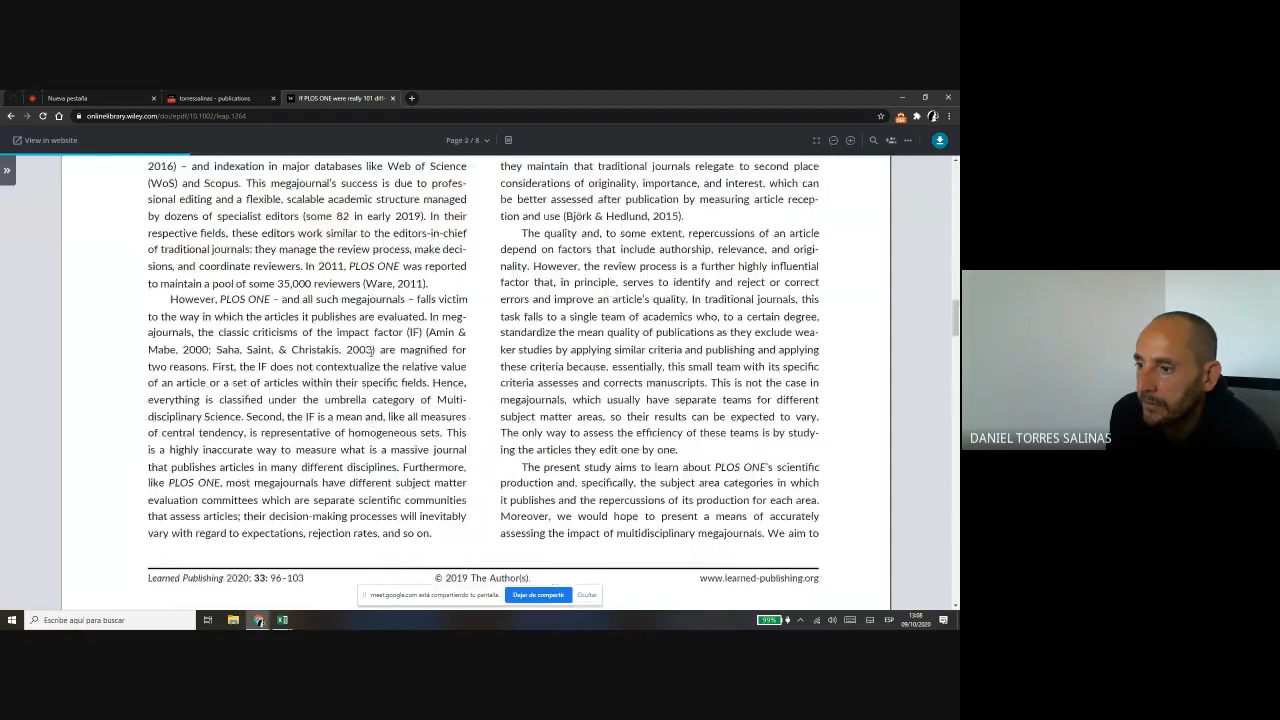 Nueva pestaña
torressalinas - publications
If PLOS ONE were really 101 diff
onlinelibrary.wiley.com/doi/epdf/10.1002/leap.1264
View in website
Page 2 / 8
2016) – and indexation in major databases like Web of Science
(WoS) and Scopus. This megajournal's success is due to profes-
sional editing and a flexible, scalable academic structure managed
by dozens of specialist editors (some 82 in early 2019). In their
respective fields, these editors work similar to the editors-in-chief
of traditional journals: they manage the review process, make deci-
sions, and coordinate reviewers. In 2011, PLOS ONE was reported
to maintain a pool of some 35,000 reviewers (Ware, 2011).
However, PLOS ONE – and all such megajournals – falls victim
to the way in which the articles it publishes are evaluated. In meg-
ajournals, the classic criticisms of the impact factor (IF) (Amin &
Mabe, 2000; Saha, Saint, & Christakis, 2003) are magnified for
two reasons. First, the IF does not contextualize the relative value
of an article or a set of articles within their specific fields. Hence,
everything is classified under the umbrella category of Multi-
disciplinary Science. Second, the IF is a mean and, like all measures
of central tendency, is representative of homogeneous sets. This
is a highly inaccurate way to measure what is a massive journal
that publishes articles in many different disciplines. Furthermore,
like PLOS ONE, most megajournals have different subject matter
evaluation committees which are separate scientific communities
that assess articles; their decision-making processes will inevitably
vary with regard to expectations, rejection rates, and so on.
they maintain that traditional journals relegate to second place
considerations of originality, importance, and interest, which can
be better assessed after publication by measuring article recep-
tion and use (Björk & Hedlund, 2015).
The quality and, to some extent, repercussions of an article
depend on factors that include authorship, relevance, and origi-
nality. However, the review process is a further highly influential
factor that, in principle, serves to identify and reject or correct
errors and improve an article's quality. In traditional journals, this
task falls to a single team of academics who, to a certain degree,
standardize the mean quality of publications as they exclude wea-
ker studies by applying similar criteria and publishing and applying
these criteria because, essentially, this small team with its specific
criteria assesses and corrects manuscripts. This is not the case in
megajournals, which usually have separate teams for different
subject matter areas, so their results can be expected to vary.
The only way to assess the efficiency of these teams is by study-
ing the articles they edit one by one.
The present study aims to learn about PLOS ONE's scientific
production and, specifically, the subject area categories in which
it publishes and the repercussions of its production for each area.
Moreover, we would hope to present a means of accurately
assessing the impact of multidisciplinary megajournals. We aim to
Learned Publishing 2020; 33: 96–103
© 2019 The Author(s).
www.learned-publishing.org
meet.google.com está compartiendo tu pantalla.
Dejar de compartir
Ocultar
Escribe aquí para buscar
99%
ESP
13:08
09/10/2020
DANIEL TORRES SALINAS